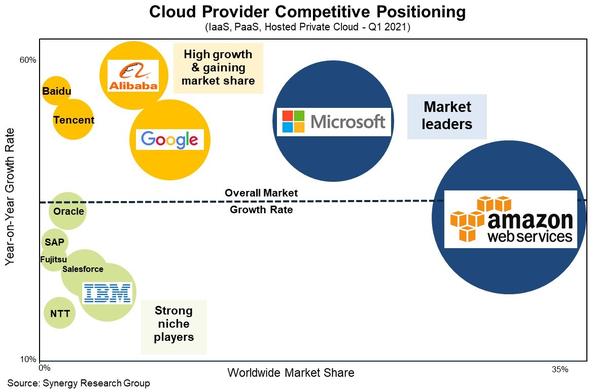 Cloud Provider Competitive Positioning
(IaaS, PaaS, Hosted Private Cloud - Q1 2021)
60%
High growth
& gaining
market share
Alibaba
Baidu
Tencent
Google
Microsoft
Market
leaders
Year-on-Year Growth Rate
Overall Market
Growth Rate
Oracle
amazon
webservices
SAP
Fujitsu
Salesforce
IBM
NTT
Strong
niche
players
10%
0%
Worldwide Market Share
35%
Source: Synergy Research Group